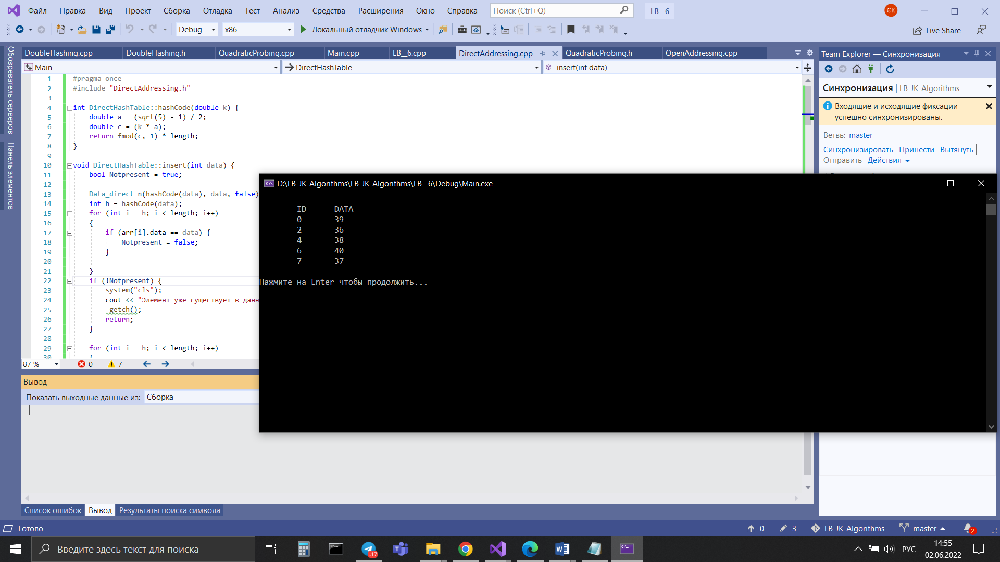 Файл Правка Вид Проект Сборка Отладка Тест Анализ Средства Расширения Окно Справка Поиск (Ctrl+Q) LB__6 ЄК
Debug x86 Локальный отладчик Windows Live Share
Обозреватель серверов
Панель элементов
DoubleHashing.cpp DoubleHashing.h QuadraticProbing.cpp Main.cpp LB__6.cpp DirectAddressing.cpp QuadraticProbing.h OpenAddressing.cpp
Main DirectHashTable insert(int data)
1 #pragma once
2 #include "DirectAddressing.h"
3
4 int DirectHashTable::hashCode(double k) {
5 double a = (sqrt(5) - 1) / 2;
6 double c = (k * a);
7 return fmod(c, 1) * length;
8 }
9
10 void DirectHashTable::insert(int data) {
11 bool Notpresent = true;
12
13 Data_direct n(hashCode(data), data, false)
14 int h = hashCode(data);
15 for (int i = h; i < length; i++)
16 {
17 if (arr[i].data == data) {
18 Notpresent = false;
19 }
20
21 }
22 if (!Notpresent) {
23 system("cls");
24 cout << "Элемент уже существует в данн
25 _getch();
26 return;
27 }
28
29 for (int i = h; i < length; i++)
30 {
87 % 0 7
Вывод
Показать выходные данные из: Сборка
Список ошибок Вывод Результаты поиска символа
D:\LB_JK_Algorithms\LB_JK_Algorithms\LB__6\Debug\Main.exe
ID DATA
0 39
2 36
4 38
6 40
7 37
Нажмите на Enter чтобы продолжить...
Team Explorer — Синхронизация
Синхронизация | LB_JK_Algorithms
Входящие и исходящие фиксации
успешно синхронизированы.
Ветвь: master
Синхронизировать | Принести | Вытянуть |
Отправить | Действия
Готово 0 3 LB_JK_Algorithms master 2
Введите здесь текст для поиска ..17 РУС 14:55
02.06.2022